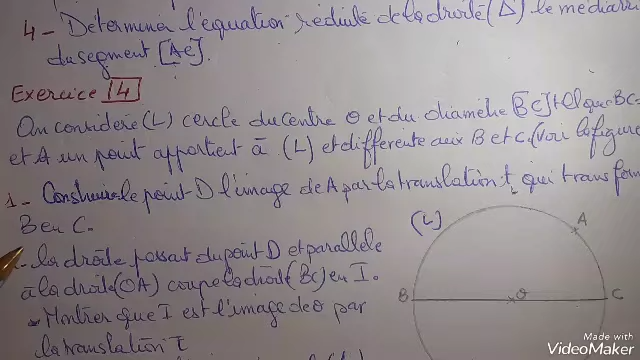 4 - Déterminer l'équation réduite de la droite (Δ) le médiatri
du segment [AC].
Exercice 4
On considère (L) cercle du centre O et du diamètre [BC] tel que BC=
et A un point appartient à (L) et différente aux B et C. (Voir la figure
1 - Construire le point D l'image de A par la translation t qui transform
B en C.
- la droite passant du point D et parallèle
à la droite (OA) coupe la droite (BC) en I.
- Montrer que I est l'image de O par
la translation t
(L)
A
B
O
C
Made with
VideoMaker